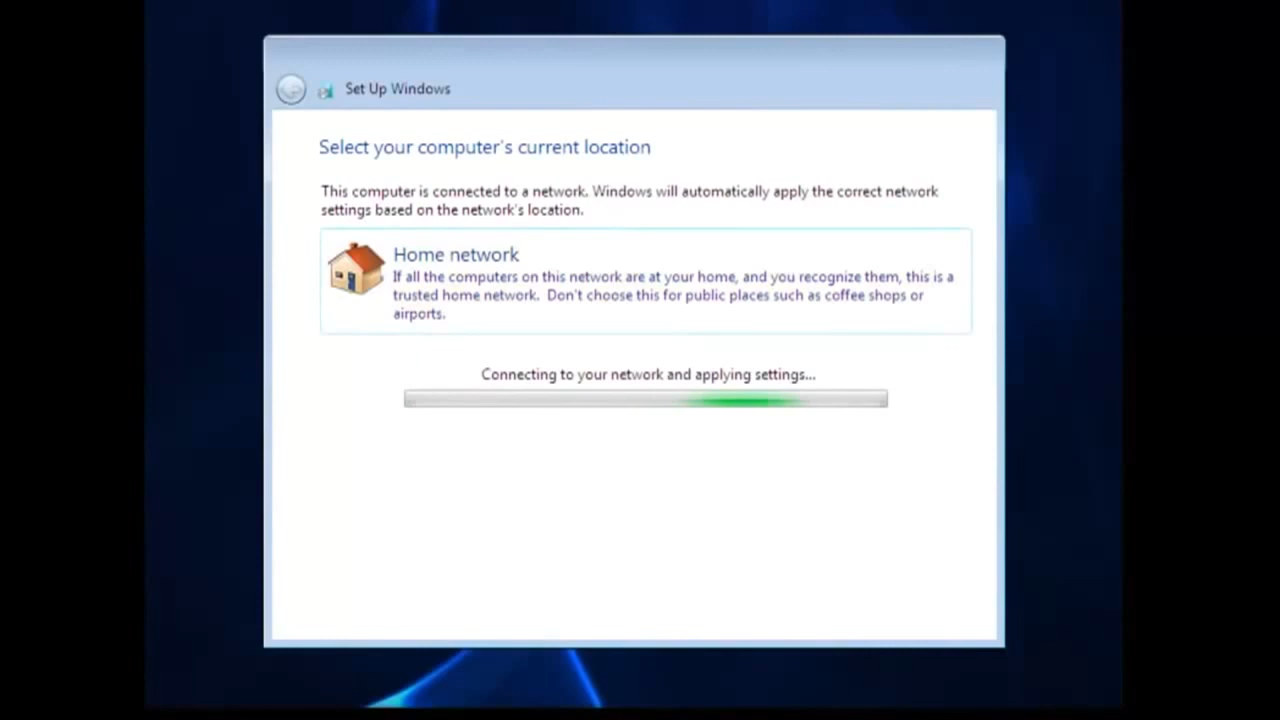 Set Up Windows
Select your computer's current location
This computer is connected to a network. Windows will automatically apply the correct network
settings based on the network's location.
Home network
If all the computers on this network are at your home, and you recognize them, this is a
trusted home network. Don't choose this for public places such as coffee shops or
airports.
Connecting to your network and applying settings...